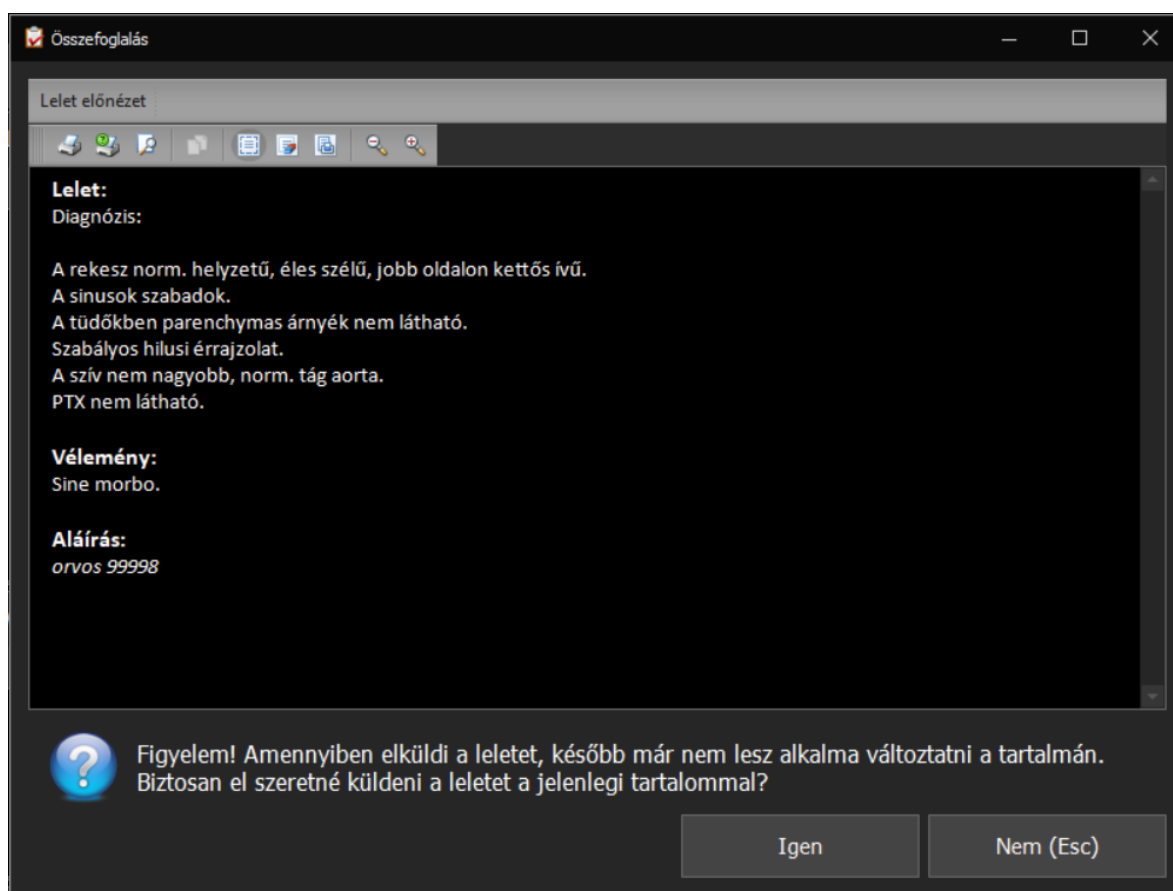 Összefoglalás
Lelet előnézet
Lelet:
Diagnózis:
A rekesz norm. helyzetű, éles szélű, jobb oldalon kettős ívű.
A sinusok szabadok.
A tüdőkben parenchymas árnyék nem látható.
Szabályos hilusi érrajzolat.
A szív nem nagyobb, norm. tág aorta.
PTX nem látható.
Vélemény:
Sine morbo.
Aláírás:
orvos 99998
Figyelem! Amennyiben elküldi a leletet, később már nem lesz alkalma változtatni a tartalmán.
Biztosan el szeretné küldeni a leletet a jelenlegi tartalommal?
Igen
Nem (Esc)